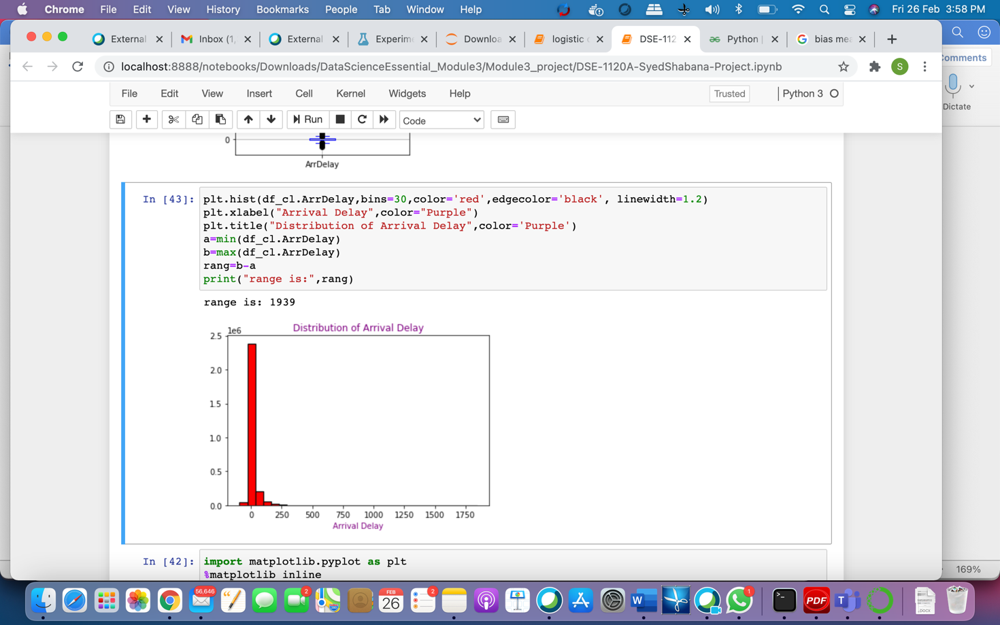 Chrome File Edit View History Bookmarks People Tab Window Help Fri 26 Feb 3:58 PM
External Inbox (1, External Experime Downloa logistic c DSE-112 Python | bias mea
localhost:8888/notebooks/Downloads/DataScienceEssential_Module3/Module3_project/DSE-1120A-SyedShabana-Project.ipynb S
omments
File Edit View Insert Cell Kernel Widgets Help Trusted Python 3
Dictate
Run Code
0
ArrDelay
In [43]: plt.hist(df_cl.ArrDelay,bins=30,color='red',edgecolor='black', linewidth=1.2)
plt.xlabel("Arrival Delay",color="Purple")
plt.title("Distribution of Arrival Delay",color='Purple')
a=min(df_cl.ArrDelay)
b=max(df_cl.ArrDelay)
rang=b-a
print("range is:",rang)
range is: 1939
Distribution of Arrival Delay
1e6
2.5
2.0
1.5
1.0
0.5
0.0
0 250 500 750 1000 1250 1500 1750
Arrival Delay
In [42]: import matplotlib.pyplot as plt
%matplotlib inline
169%
56,646 2 FEB 26 2 W 1 >_ PDF T .DOCX